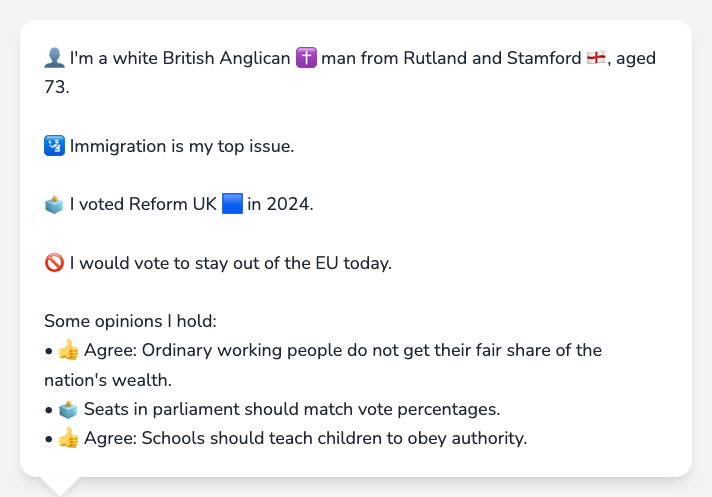 👤 I'm a white British Anglican ✝️ man from Rutland and Stamford 🏴󠁧󠁢󠁥󠁮󠁧󠁿, aged
73.
🛂 Immigration is my top issue.
🗳️ I voted Reform UK 🟦 in 2024.
🚫 I would vote to stay out of the EU today.
Some opinions I hold:
• 👍 Agree: Ordinary working people do not get their fair share of the
nation's wealth.
• 🗳️ Seats in parliament should match vote percentages.
• 👍 Agree: Schools should teach children to obey authority.